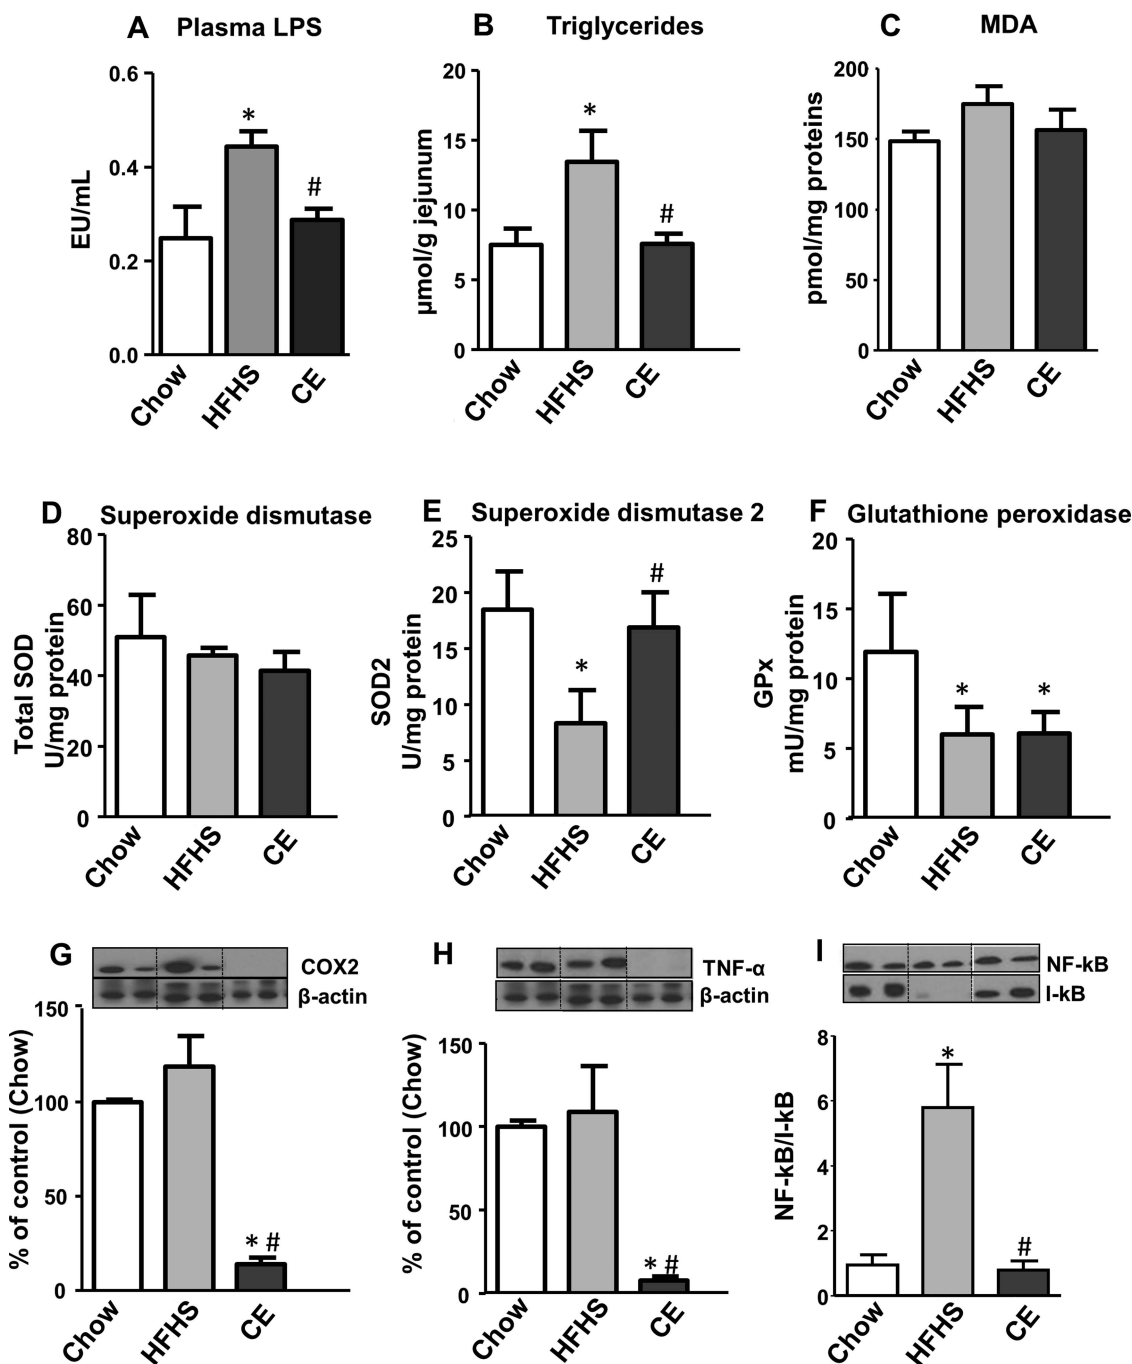 A Plasma LPS
EU/mL
0.6
0.4
0.2
0.0
*
#
Chow
HFHS
CE
B Triglycerides
µmol/g jejunum
20
15
10
5
0
*
#
Chow
HFHS
CE
C MDA
pmol/mg proteins
200
150
100
50
0
Chow
HFHS
CE
D Superoxide dismutase
Total SOD
U/mg protein
80
60
40
20
0
Chow
HFHS
CE
E Superoxide dismutase 2
SOD2
U/mg protein
25
20
15
10
5
0
*
#
Chow
HFHS
CE
F Glutathione peroxidase
GPx
mU/mg protein
20
15
10
5
0
*
*
Chow
HFHS
CE
G
COX2
β-actin
% of control (Chow)
150
100
50
0
* #
Chow
HFHS
CE
H
TNF-α
β-actin
% of control (Chow)
150
100
50
0
* #
Chow
HFHS
CE
I
NF-kB
I-kB
NF-kB/I-kB
8
6
4
2
0
*
#
Chow
HFHS
CE